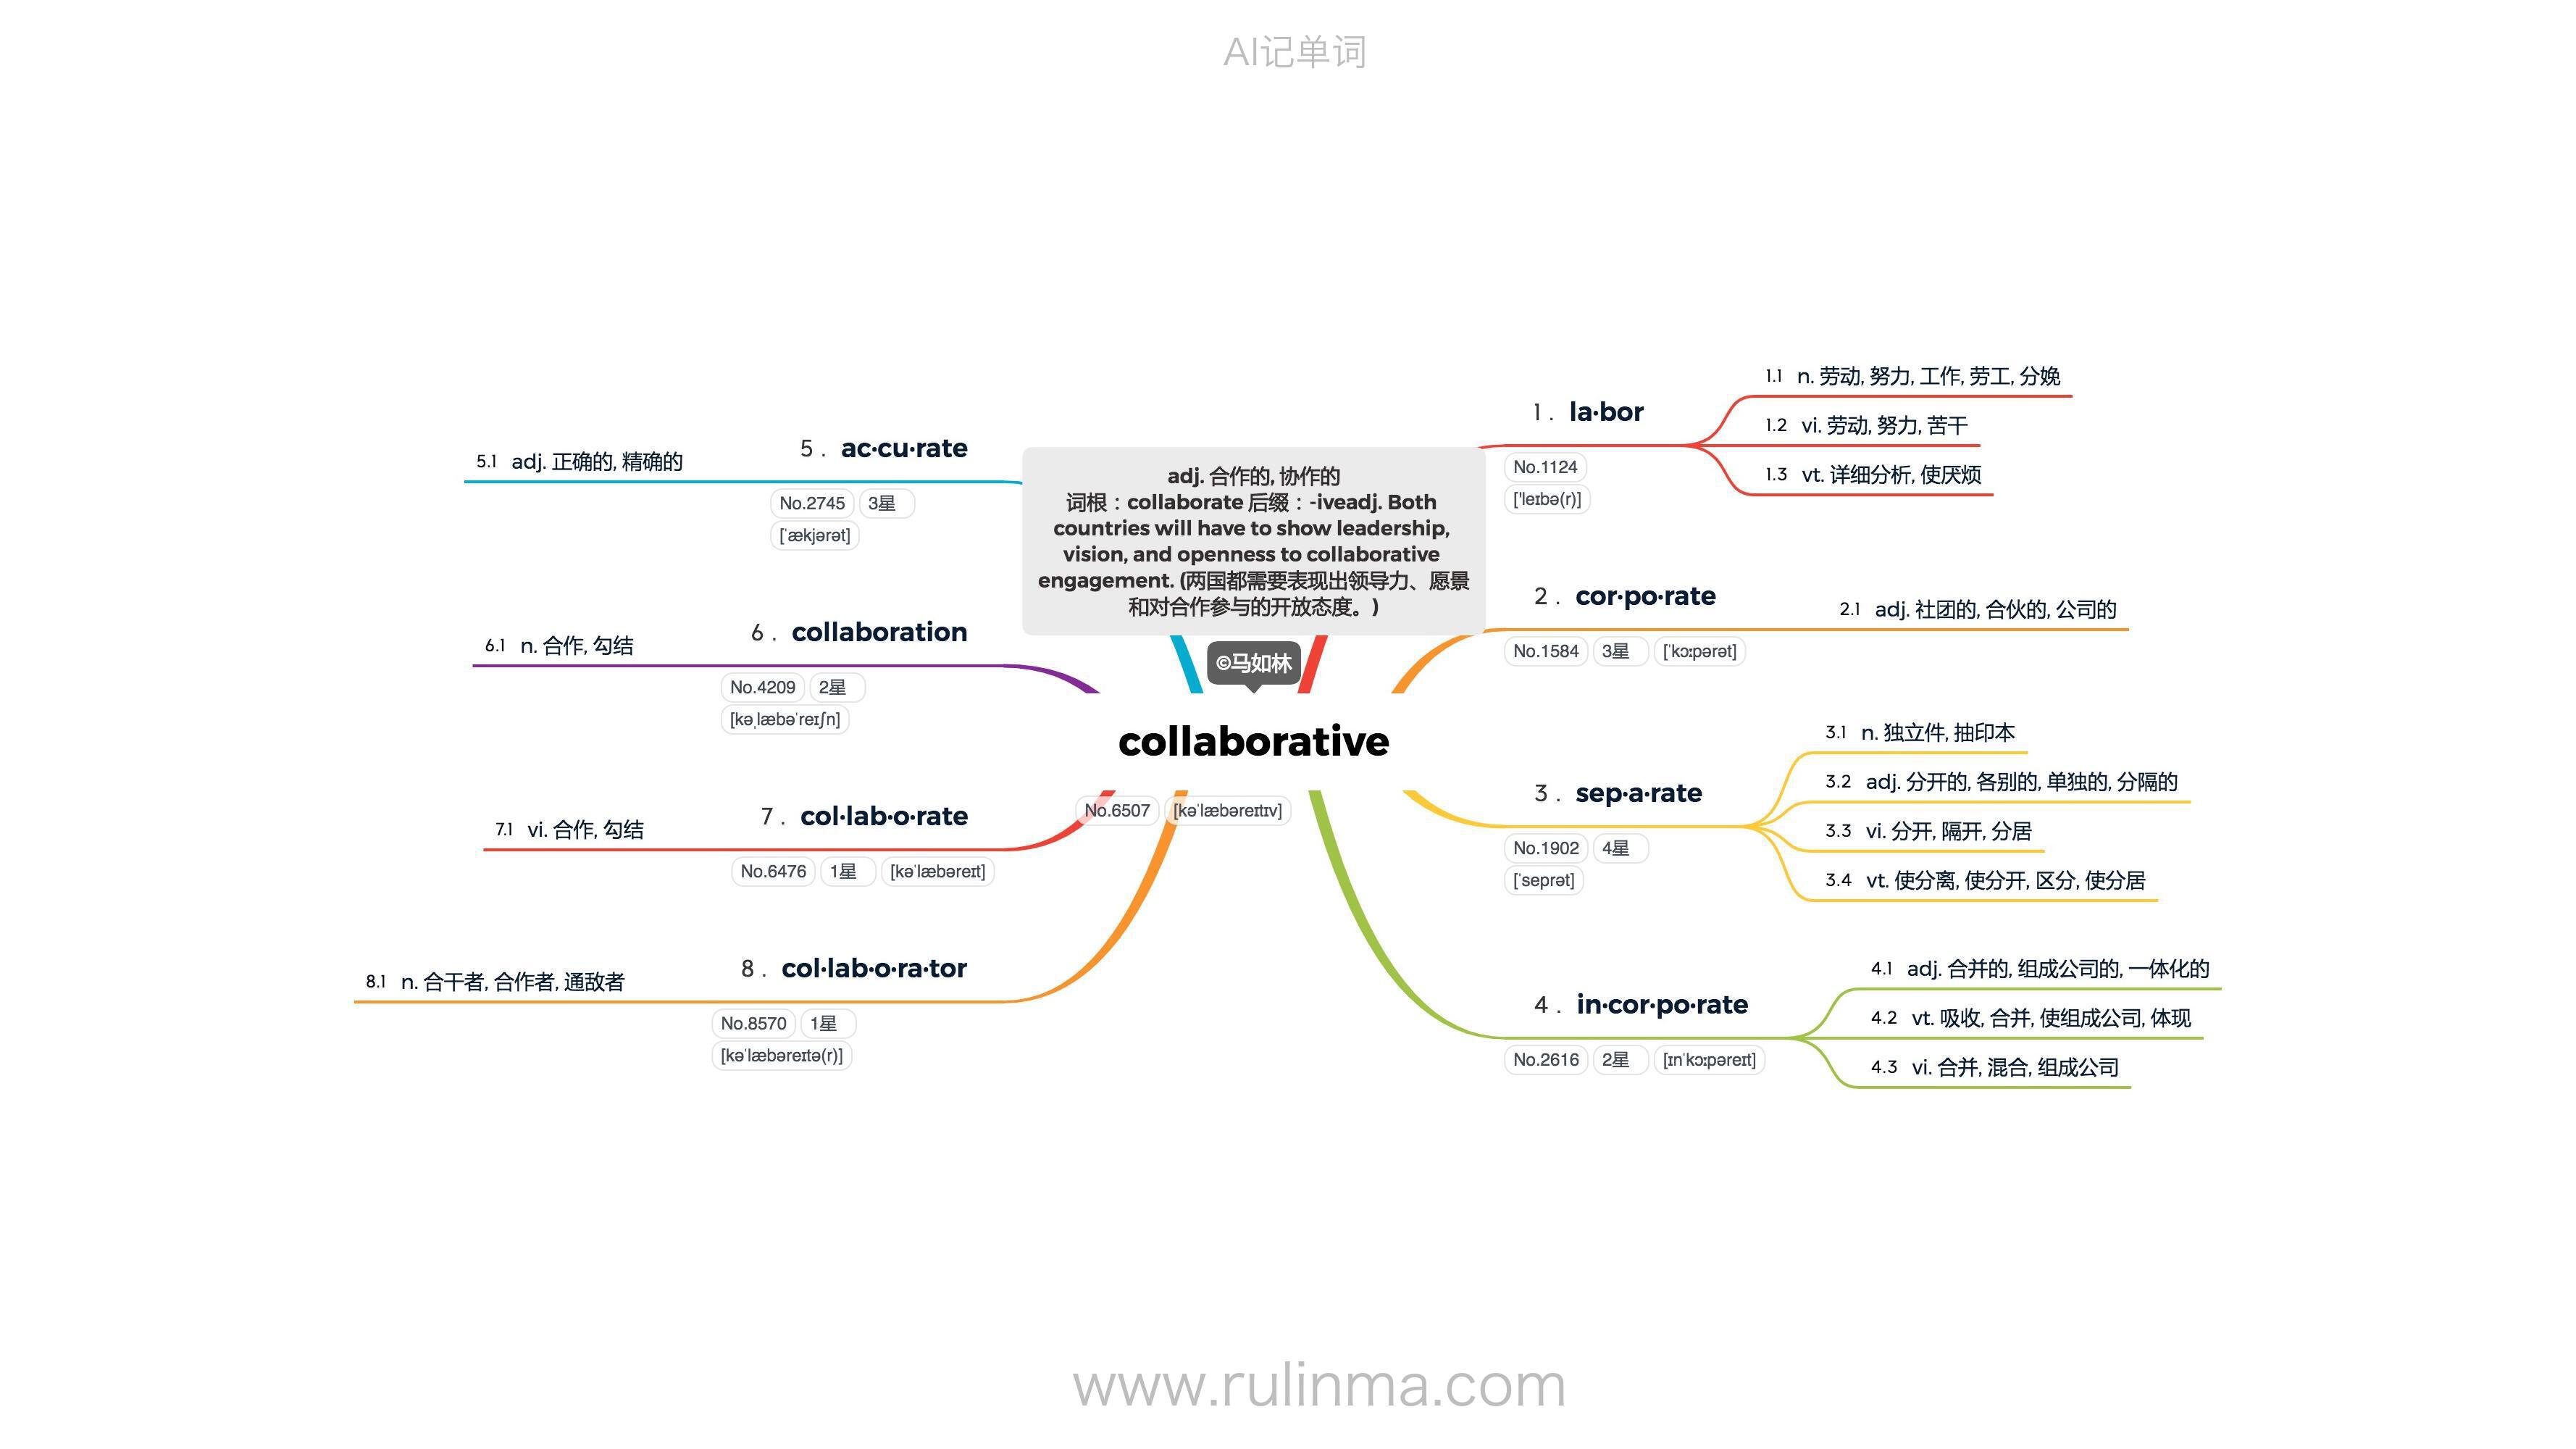 AI记单词
adj. 合作的, 协作的
词根：collaborate 后缀：-iveadj. Both
countries will have to show leadership,
vision, and openness to collaborative
engagement. (两国都需要表现出领导力、愿景
和对合作参与的开放态度。)
©马如林
collaborative
No.6507 [kəˈlæbəreɪtɪv]
1. la·bor
No.1124
['leɪbə(r)]
1.1 n. 劳动, 努力, 工作, 劳工, 分娩
1.2 vi. 劳动, 努力, 苦干
1.3 vt. 详细分析, 使厌烦
2. cor·po·rate
No.1584 3星 [ˈkɔːpərət]
2.1 adj. 社团的, 合伙的, 公司的
3. sep·a·rate
No.1902 4星
[ˈseprət]
3.1 n. 独立件, 抽印本
3.2 adj. 分开的, 各别的, 单独的, 分隔的
3.3 vi. 分开, 隔开, 分居
3.4 vt. 使分离, 使分开, 区分, 使分居
4. in·cor·po·rate
No.2616 2星 [ɪnˈkɔːpəreɪt]
4.1 adj. 合并的, 组成公司的, 一体化的
4.2 vt. 吸收, 合并, 使组成公司, 体现
4.3 vi. 合并, 混合, 组成公司
5. ac·cu·rate
No.2745 3星
[ˈækjərət]
5.1 adj. 正确的, 精确的
6. collaboration
No.4209 2星
[kəˌlæbəˈreɪʃn]
6.1 n. 合作, 勾结
7. col·lab·o·rate
No.6476 1星 [kəˈlæbəreɪt]
7.1 vi. 合作, 勾结
8. col·lab·o·ra·tor
No.8570 1星
[kəˈlæbəreɪtə(r)]
8.1 n. 合干者, 合作者, 通敌者
www.rulinma.com